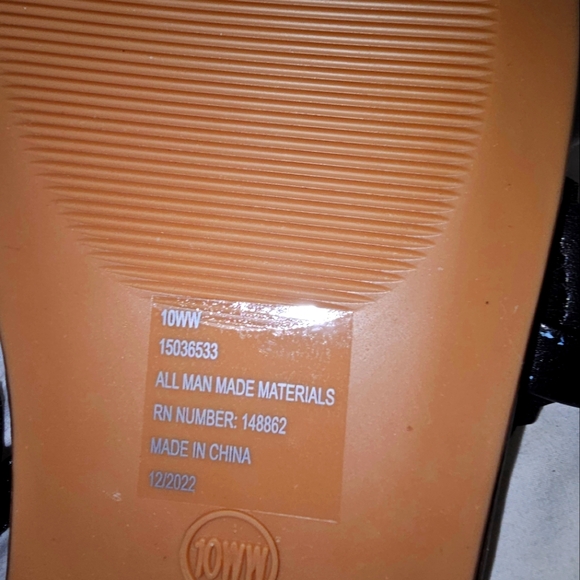 10WW
15036533
ALL MAN MADE MATERIALS
RN NUMBER: 148862
MADE IN CHINA
12/2022
10WW